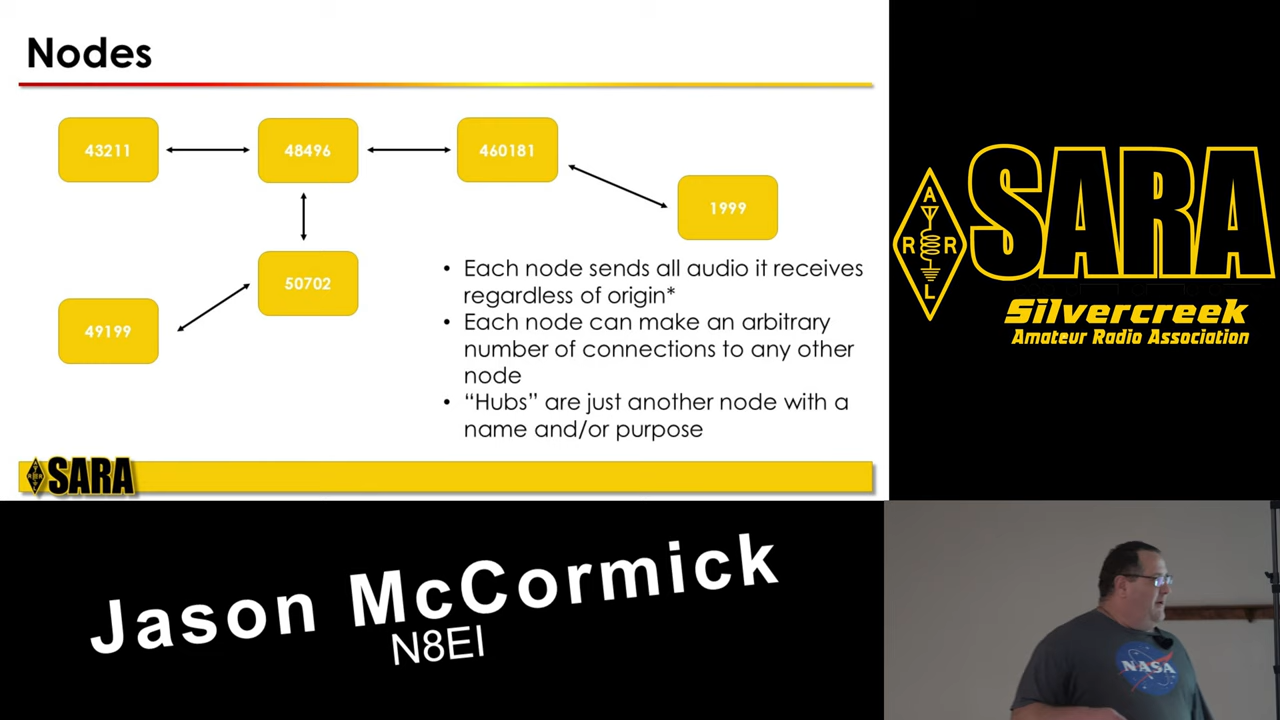 Nodes
43211
48496
460181
1999
50702
49199
• Each node sends all audio it receives
regardless of origin*
• Each node can make an arbitrary
number of connections to any other
node
• “Hubs” are just another node with a
name and/or purpose
SARA
A
R R
L
SARA
Silvercreek
Amateur Radio Association
Jason McCormick
N8EI
NASA